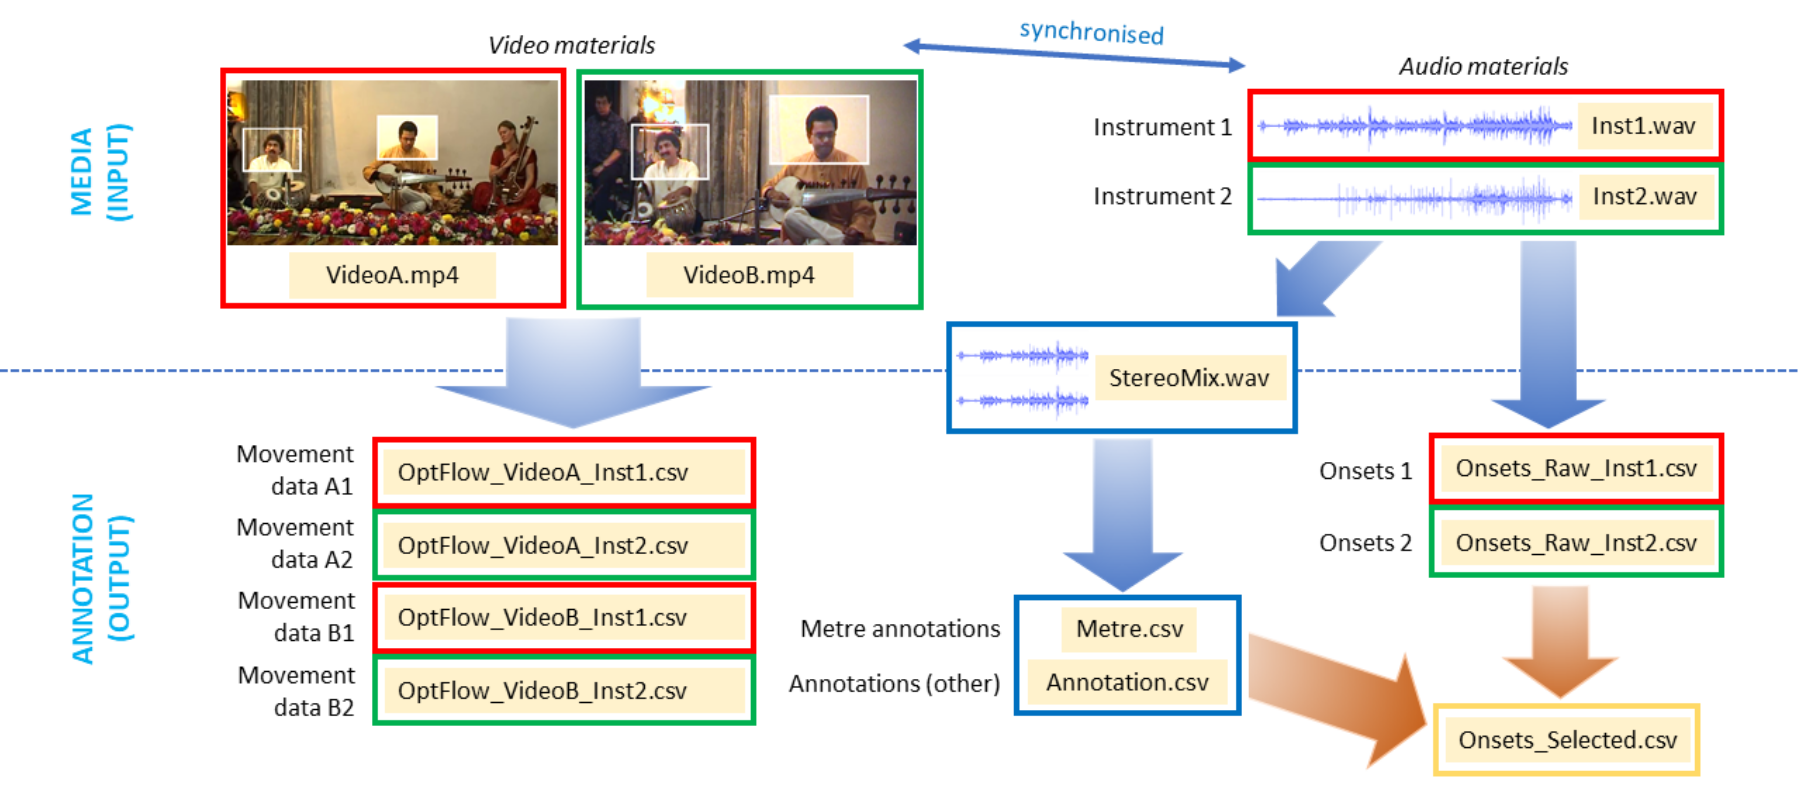 Video materials
synchronised
Audio materials
MEDIA
(INPUT)
VideoA.mp4
VideoB.mp4
Instrument 1
Inst1.wav
Instrument 2
Inst2.wav
StereoMix.wav
ANNOTATION
(OUTPUT)
Movement
data A1
OptFlow_VideoA_Inst1.csv
Movement
data A2
OptFlow_VideoA_Inst2.csv
Movement
data B1
OptFlow_VideoB_Inst1.csv
Movement
data B2
OptFlow_VideoB_Inst2.csv
Metre annotations
Metre.csv
Annotations (other)
Annotation.csv
Onsets 1
Onsets_Raw_Inst1.csv
Onsets 2
Onsets_Raw_Inst2.csv
Onsets_Selected.csv